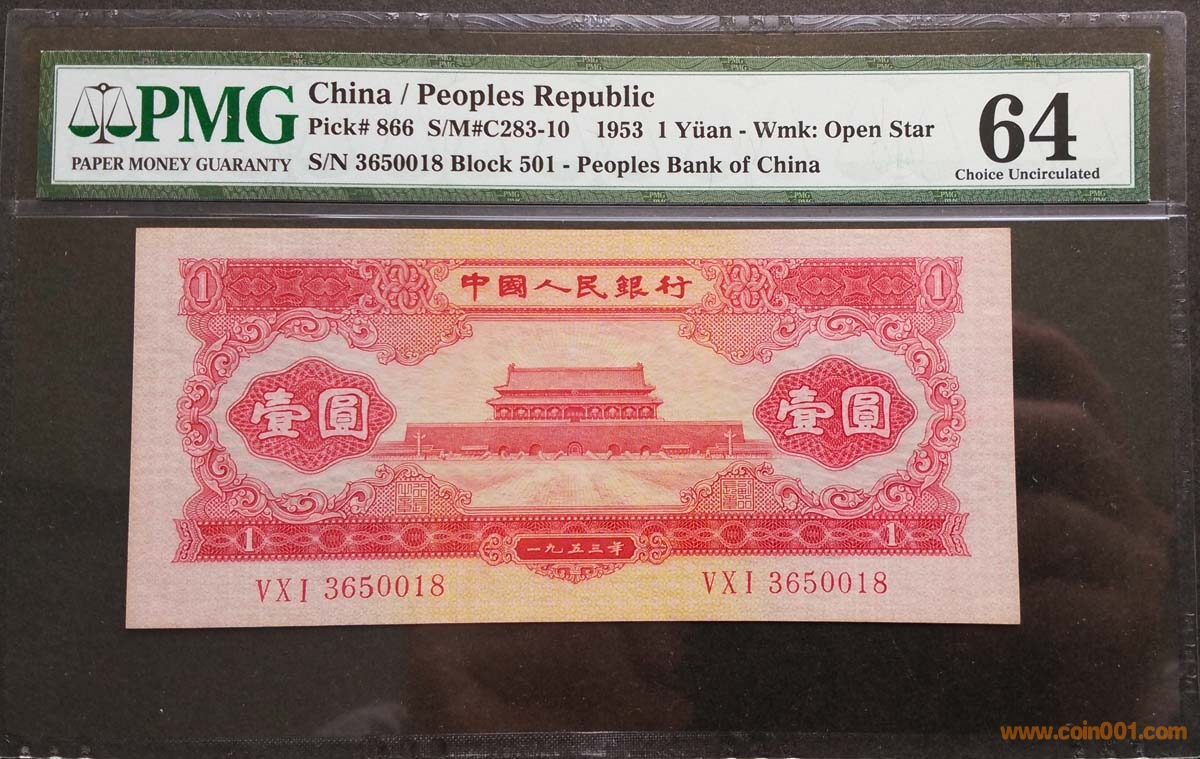 PMG
PAPER MONEY GUARANTY
China / Peoples Republic
Pick# 866 S/M#C283-10 1953 1 Yüan - Wmk: Open Star
S/N 3650018 Block 501 - Peoples Bank of China
64
Choice Uncirculated
1 中國人民銀行 1
壹圓 壹圓
1 一九五三年 1
VXI 3650018 VXI 3650018
www.coin001.com